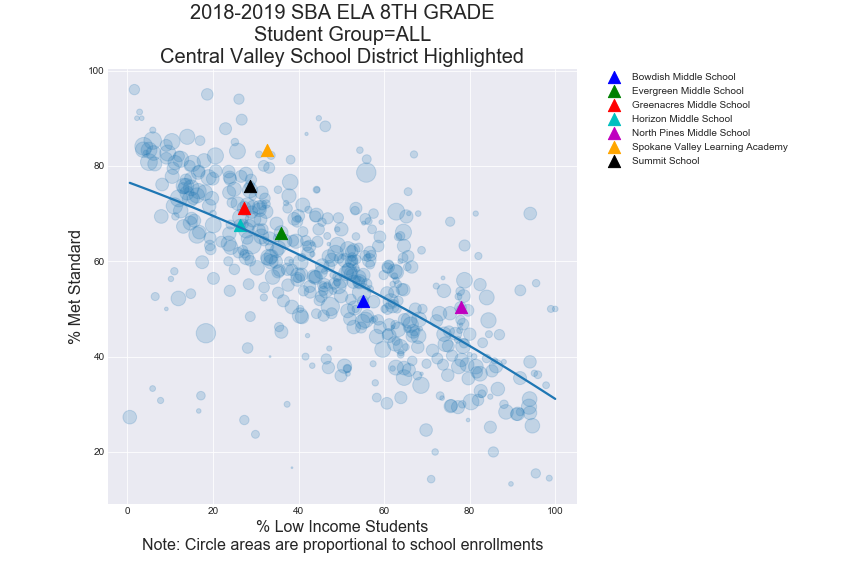 2018-2019 SBA ELA 8TH GRADE
Student Group=ALL
Central Valley School District Highlighted
100
80
60
40
20
% Met Standard
0 20 40 60 80 100
% Low Income Students
Note: Circle areas are proportional to school enrollments
Bowdish Middle School
Evergreen Middle School
Greenacres Middle School
Horizon Middle School
North Pines Middle School
Spokane Valley Learning Academy
Summit School